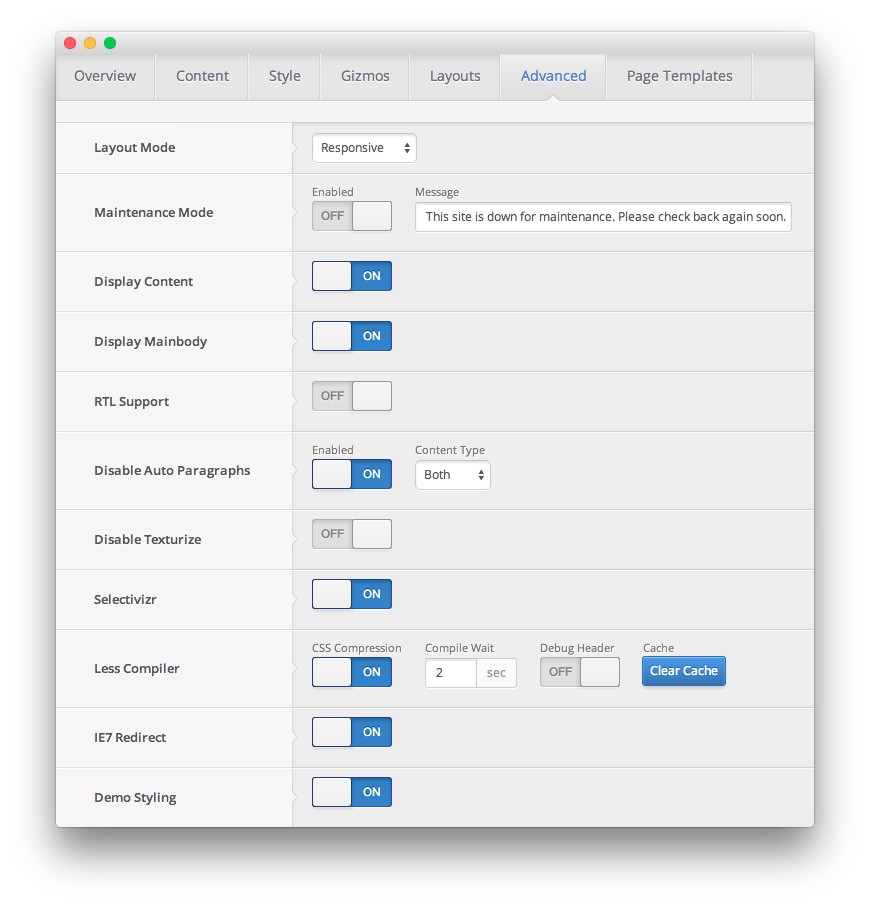 Overview Content Style Gizmos Layouts Advanced Page Templates
Layout Mode Responsive
Enabled Message
Maintenance Mode OFF This site is down for maintenance. Please check back again soon.
Display Content ON
Display Mainbody ON
RTL Support OFF
Enabled Content Type
Disable Auto Paragraphs ON Both
Disable Texturize OFF
Selectivizr ON
CSS Compression Compile Wait Debug Header Cache
Less Compiler ON 2 sec OFF Clear Cache
IE7 Redirect ON
Demo Styling ON